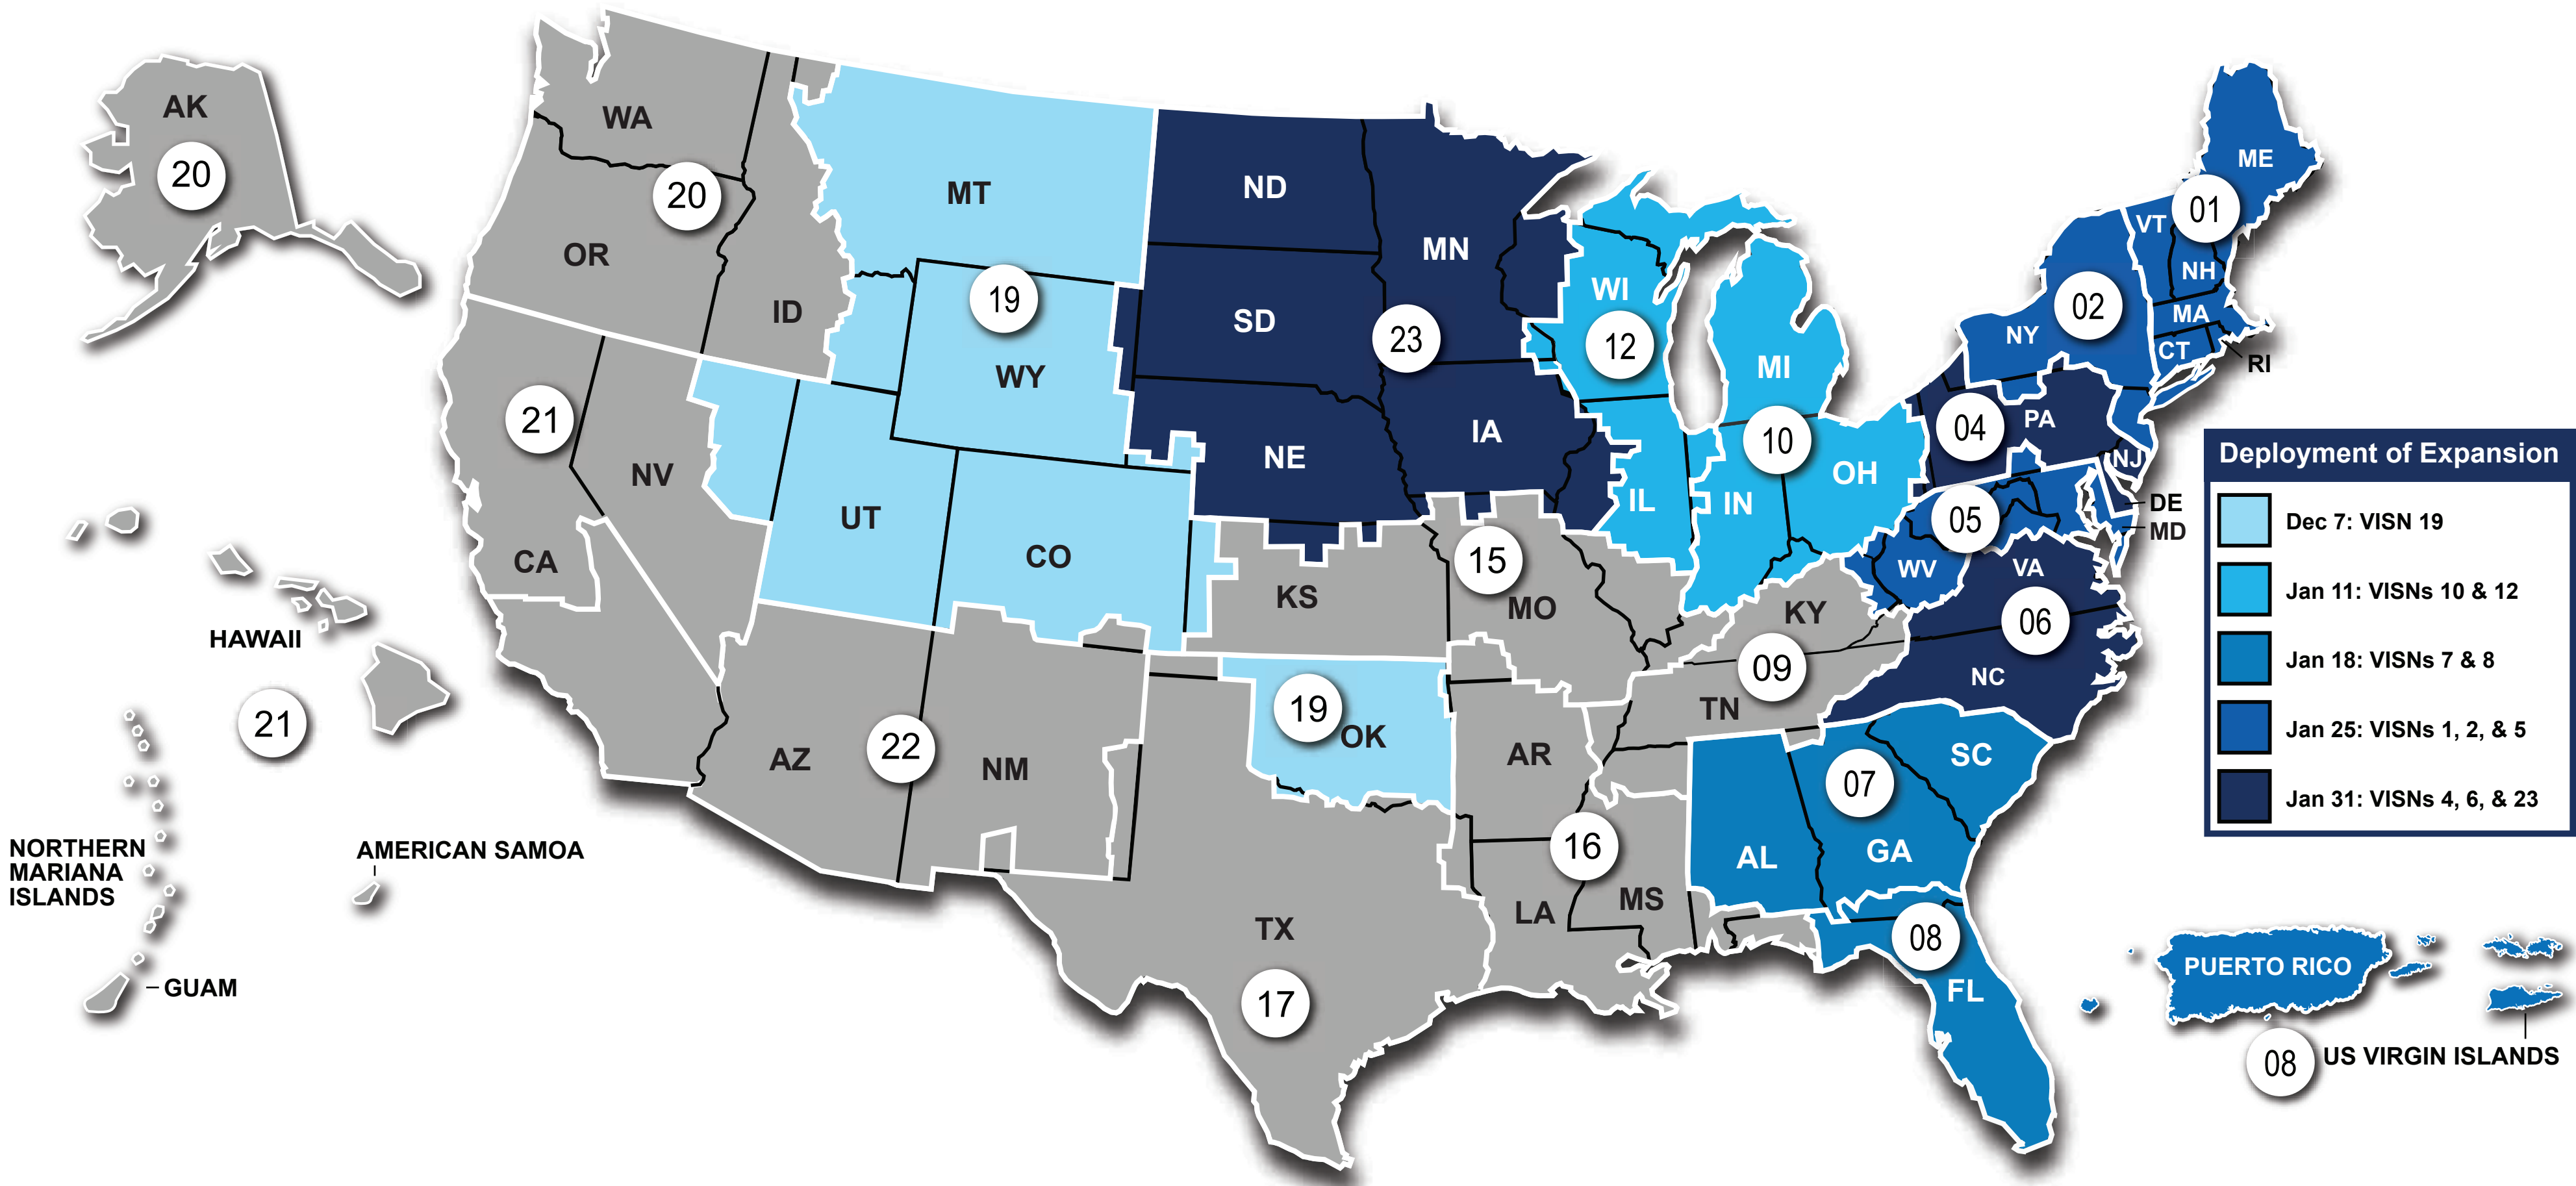 AK
20
WA
20
OR
ID
MT
19
WY
ND
SD
NE
MN
23
IA
WI
12
MI
10
IL
IN
OH
ME
01
VT
NH
02
NY
MA
CT
RI
04
PA
NJ
05
DE
MD
WV
VA
06
NC
21
NV
CA
UT
CO
KS
15
MO
KY
09
TN
19
OK
AR
AZ
22
NM
16
LA
MS
TX
17
SC
07
AL
GA
08
FL
HAWAII
21
NORTHERN
MARIANA
ISLANDS
AMERICAN SAMOA
GUAM
PUERTO RICO
08
US VIRGIN ISLANDS
Deployment of Expansion
Dec 7: VISN 19
Jan 11: VISNs 10 & 12
Jan 18: VISNs 7 & 8
Jan 25: VISNs 1, 2, & 5
Jan 31: VISNs 4, 6, & 23